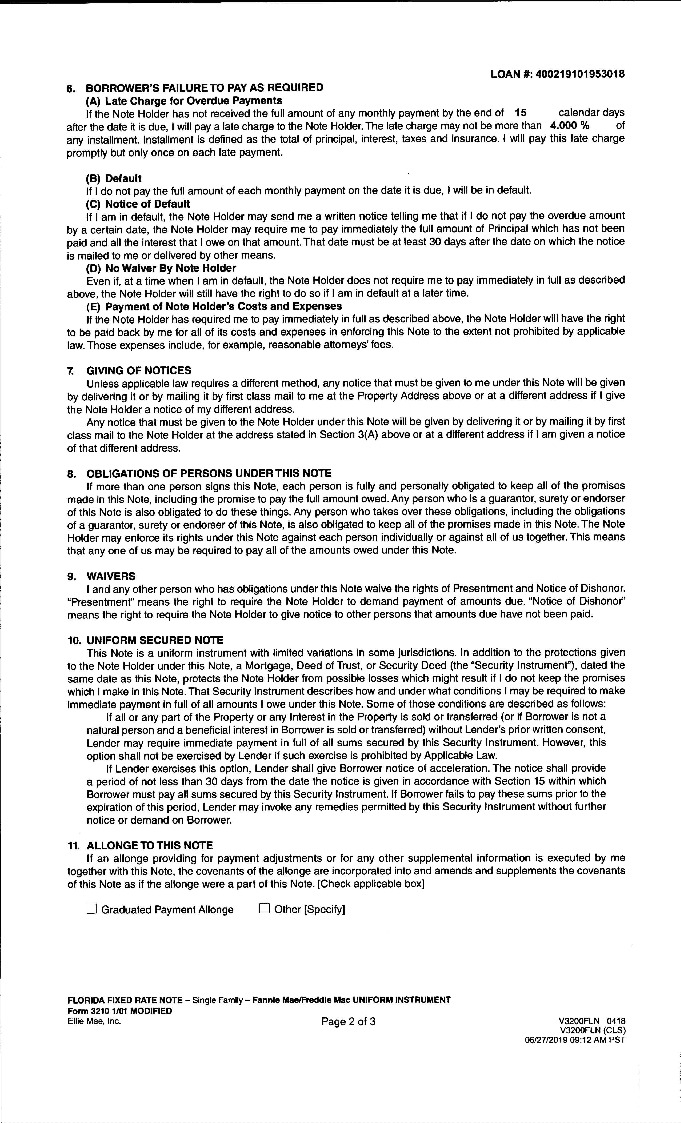 LOAN #: 400219101953018
6. BORROWER'S FAILURE TO PAY AS REQUIRED
(A) Late Charge for Overdue Payments
If the Note Holder has not received the full amount of any monthly payment by the end of 15 calendar days
after the date it is due, I will pay a late charge to the Note Holder. The late charge may not be more than 4.000 % of
any installment. Installment is defined as the total of principal, interest, taxes and insurance. I will pay this late charge
promptly but only once on each late payment.
(B) Default
If I do not pay the full amount of each monthly payment on the date it is due, I will be in default.
(C) Notice of Default
If I am in default, the Note Holder may send me a written notice telling me that if I do not pay the overdue amount
by a certain date, the Note Holder may require me to pay immediately the full amount of Principal which has not been
paid and all the interest that I owe on that amount. That date must be at least 30 days after the date on which the notice
is mailed to me or delivered by other means.
(D) No Waiver By Note Holder
Even if, at a time when I am in default, the Note Holder does not require me to pay immediately in full as described
above, the Note Holder will still have the right to do so if I am in default at a later time.
(E) Payment of Note Holder's Costs and Expenses
If the Note Holder has required me to pay immediately in full as described above, the Note Holder will have the right
to be paid back by me for all of its costs and expenses in enforcing this Note to the extent not prohibited by applicable
law. Those expenses include, for example, reasonable attorneys' fees.
7. GIVING OF NOTICES
Unless applicable law requires a different method, any notice that must be given to me under this Note will be given
by delivering it or by mailing it by first class mail to me at the Property Address above or at a different address if I give
the Note Holder a notice of my different address.
Any notice that must be given to the Note Holder under this Note will be given by delivering it or by mailing it by first
class mail to the Note Holder at the address stated in Section 3(A) above or at a different address if I am given a notice
of that different address.
8. OBLIGATIONS OF PERSONS UNDER THIS NOTE
If more than one person signs this Note, each person is fully and personally obligated to keep all of the promises
made in this Note, including the promise to pay the full amount owed. Any person who is a guarantor, surety or endorser
of this Note is also obligated to do these things. Any person who takes over these obligations, including the obligations
of a guarantor, surety or endorser of this Note, is also obligated to keep all of the promises made in this Note. The Note
Holder may enforce its rights under this Note against each person individually or against all of us together. This means
that any one of us may be required to pay all of the amounts owed under this Note.
9. WAIVERS
I and any other person who has obligations under this Note waive the rights of Presentment and Notice of Dishonor.
"Presentment" means the right to require the Note Holder to demand payment of amounts due. "Notice of Dishonor"
means the right to require the Note Holder to give notice to other persons that amounts due have not been paid.
10. UNIFORM SECURED NOTE
This Note is a uniform instrument with limited variations in some jurisdictions. In addition to the protections given
to the Note Holder under this Note, a Mortgage, Deed of Trust, or Security Deed (the "Security Instrument"), dated the
same date as this Note, protects the Note Holder from possible losses which might result if I do not keep the promises
which I make in this Note. That Security Instrument describes how and under what conditions I may be required to make
immediate payment in full of all amounts I owe under this Note. Some of those conditions are described as follows:
If all or any part of the Property or any Interest in the Property is sold or transferred (or if Borrower is not a
natural person and a beneficial interest in Borrower is sold or transferred) without Lender's prior written consent,
Lender may require immediate payment in full of all sums secured by this Security Instrument. However, this
option shall not be exercised by Lender if such exercise is prohibited by Applicable Law.
If Lender exercises this option, Lender shall give Borrower notice of acceleration. The notice shall provide
a period of not less than 30 days from the date the notice is given in accordance with Section 15 within which
Borrower must pay all sums secured by this Security Instrument. If Borrower fails to pay these sums prior to the
expiration of this period, Lender may invoke any remedies permitted by this Security Instrument without further
notice or demand on Borrower.
11. ALLONGE TO THIS NOTE
If an allonge providing for payment adjustments or for any other supplemental information is executed by me
together with this Note, the covenants of the allonge are incorporated into and amends and supplements the covenants
of this Note as if the allonge were a part of this Note. [Check applicable box]
☐ Graduated Payment Allonge ☐ Other [Specify]
FLORIDA FIXED RATE NOTE – Single Family – Fannie Mae/Freddie Mac UNIFORM INSTRUMENT
Form 3210 1/01 MODIFIED
Ellie Mae, Inc. Page 2 of 3 V3200FLN 0418
V3200FLN (CLS)
06/27/2019 09:12 AM PST